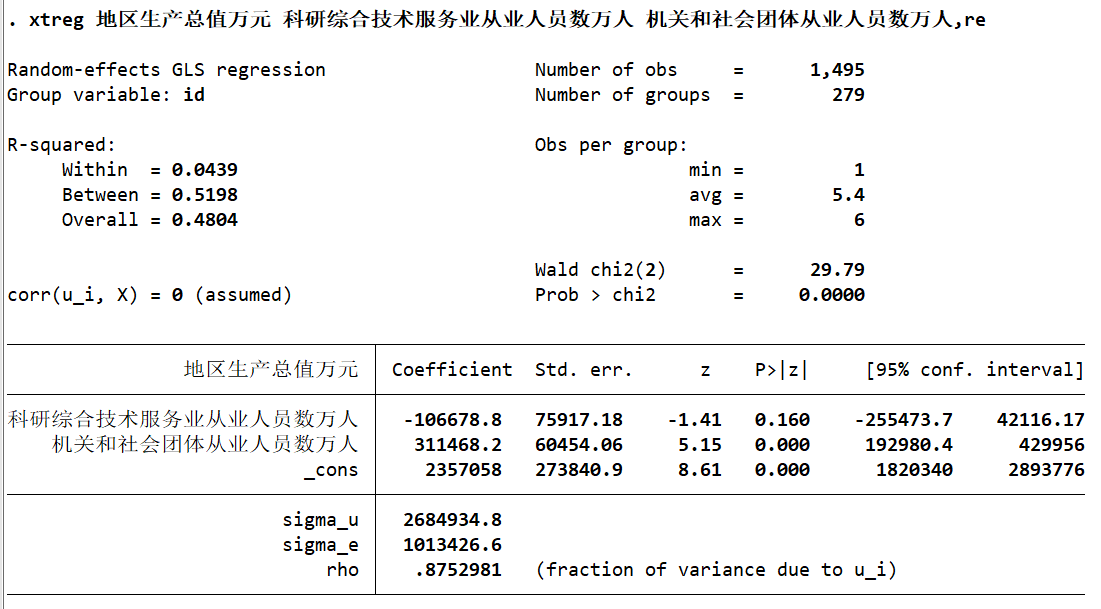 . xtreg 地区生产总值万元 科研综合技术服务业从业人员数万人 机关和社会团体从业人员数万人,re
Random-effects GLS regression Number of obs = 1,495
Group variable: id Number of groups = 279
R-squared: Obs per group:
Within = 0.0439 min = 1
Between = 0.5198 avg = 5.4
Overall = 0.4804 max = 6
Wald chi2(2) = 29.79
corr(u_i, X) = 0 (assumed) Prob > chi2 = 0.0000
地区生产总值万元 Coefficient Std. err. z P>|z| [95% conf. interval]
科研综合技术服务业从业人员数万人 -106678.8 75917.18 -1.41 0.160 -255473.7 42116.17
机关和社会团体从业人员数万人 311468.2 60454.06 5.15 0.000 192980.4 429956
_cons 2357058 273840.9 8.61 0.000 1820340 2893776
sigma_u 2684934.8
sigma_e 1013426.6
rho .8752981 (fraction of variance due to u_i)